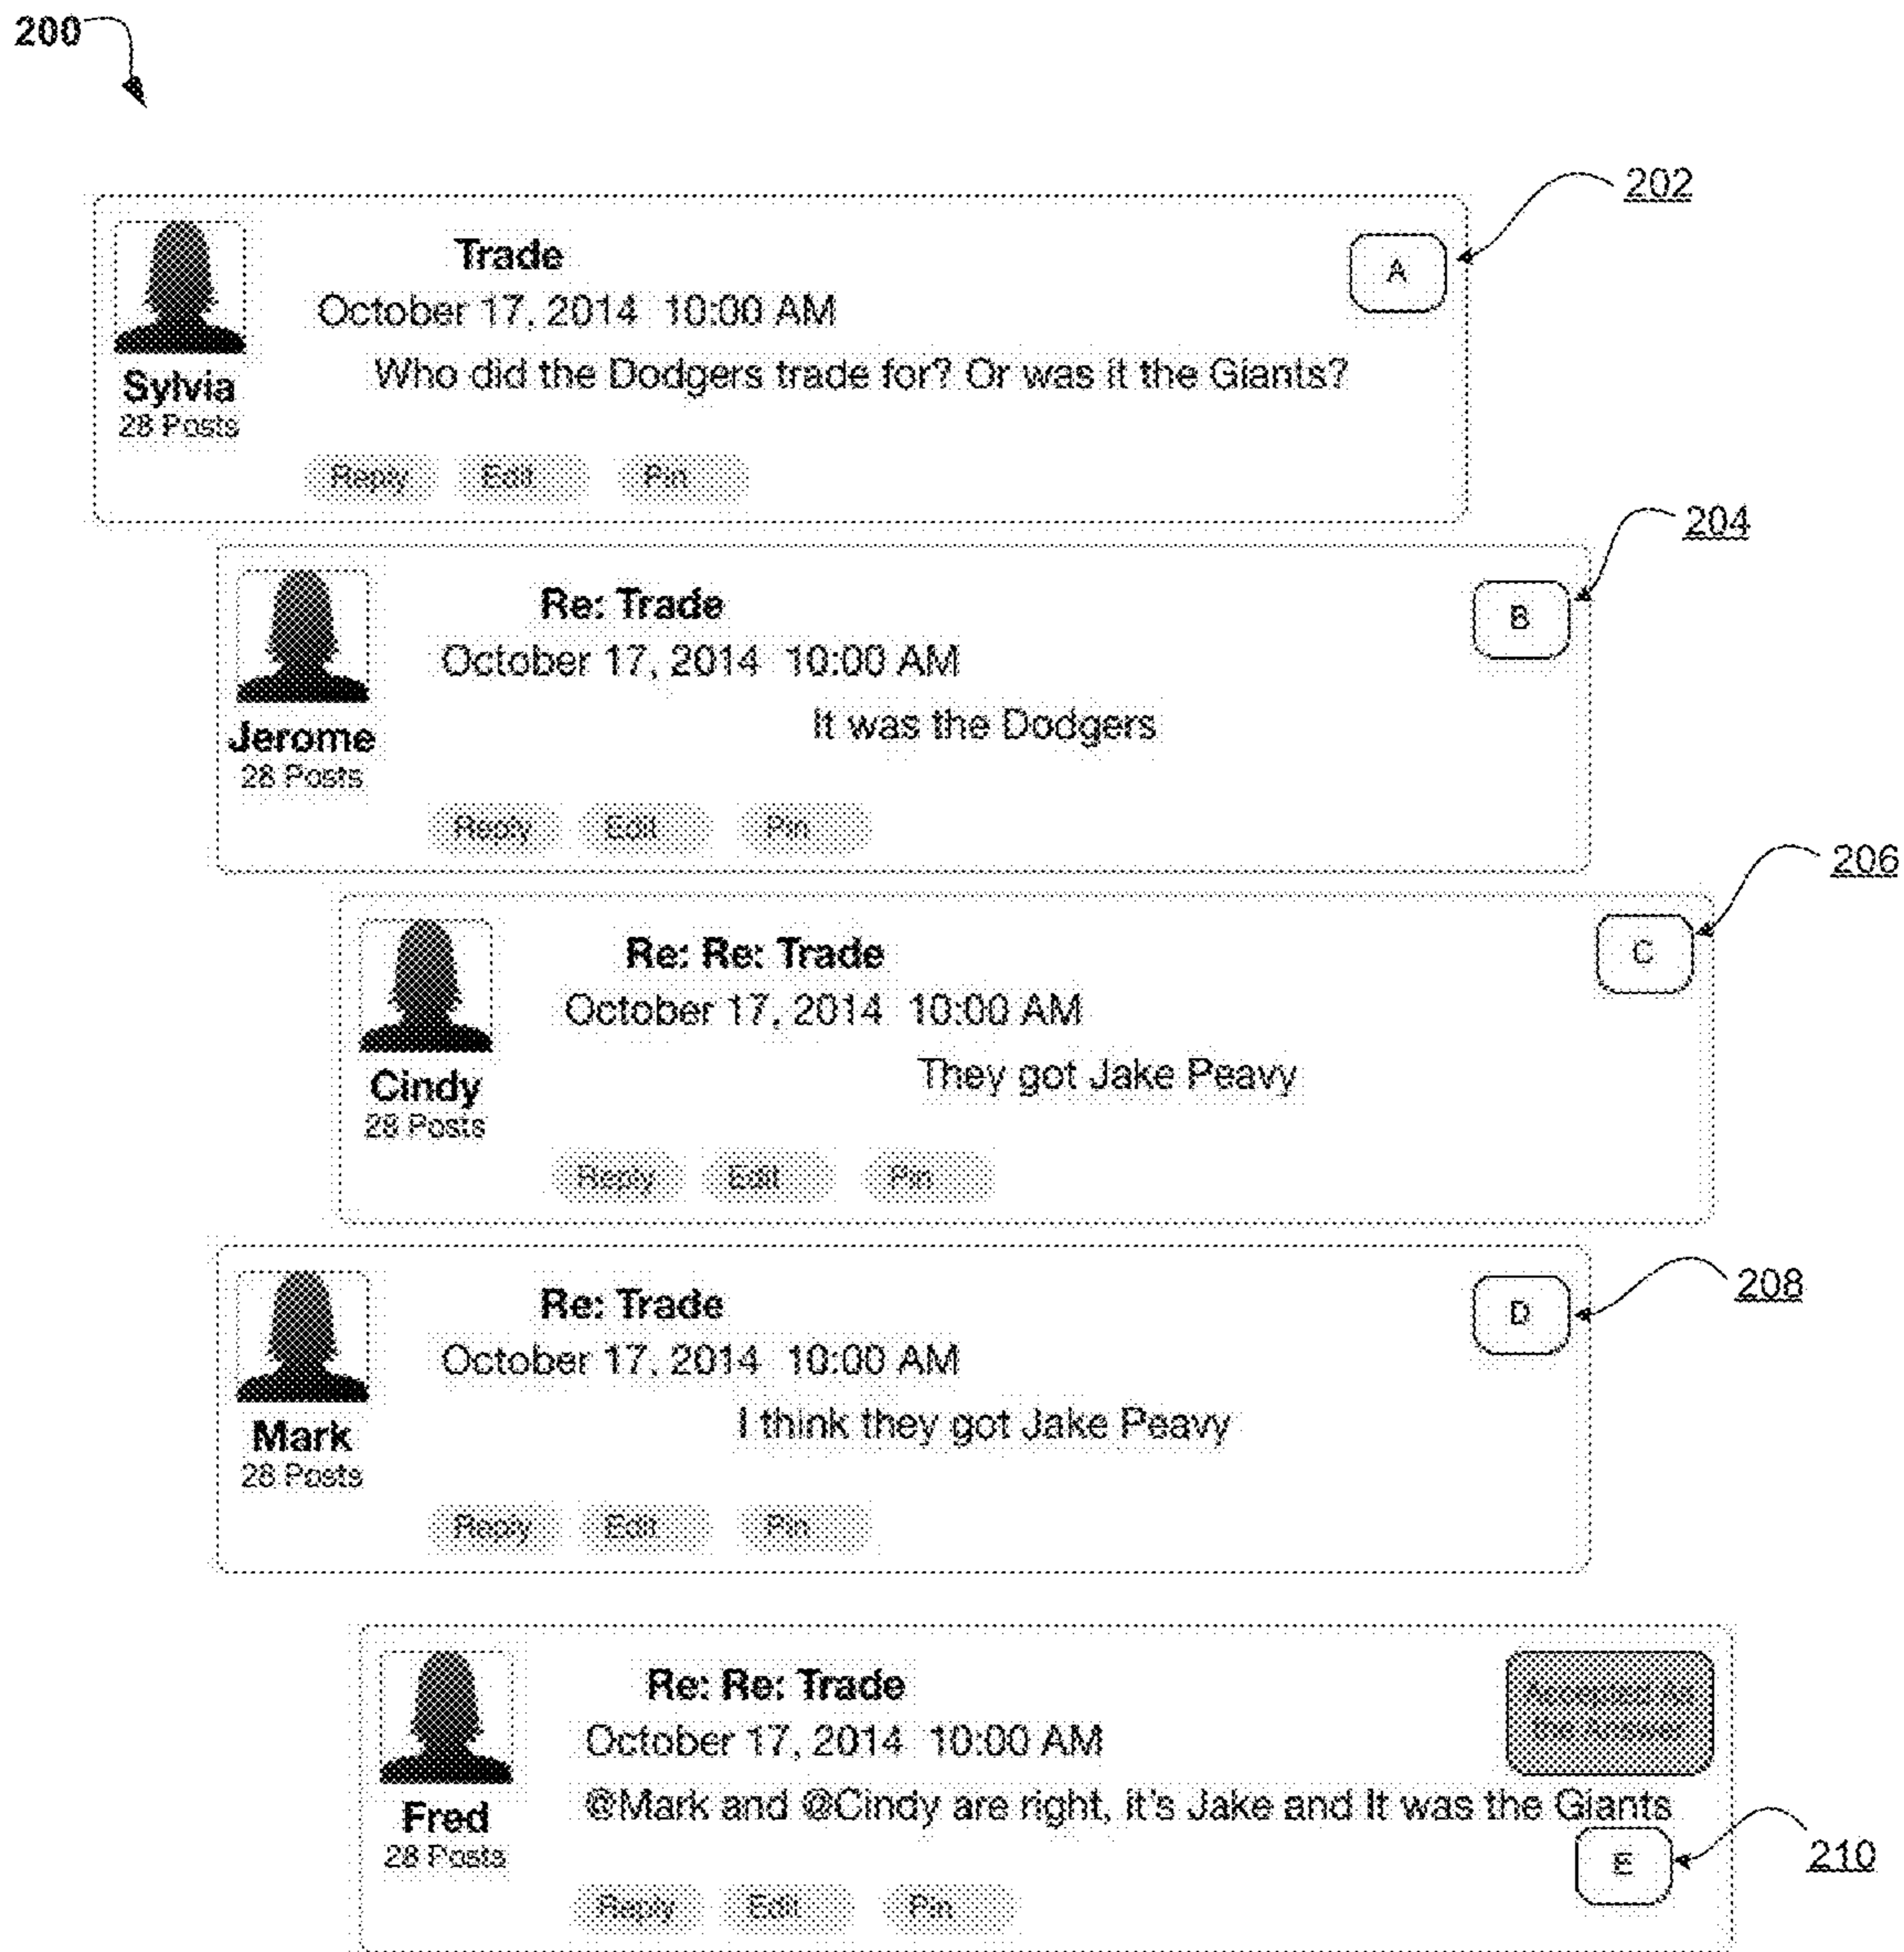 200
202
Trade
A
October 17, 2014 10:00 AM
Who did the Dodgers trade for? Or was it the Giants?
Sylvia
28 Posts
Reply Edit Pin
204
Re: Trade
B
October 17, 2014 10:00 AM
It was the Dodgers
Jerome
28 Posts
Reply Edit Pin
206
Re: Re: Trade
C
October 17, 2014 10:00 AM
They got Jake Peavy
Cindy
28 Posts
Reply Edit Pin
208
Re: Trade
D
October 17, 2014 10:00 AM
I think they got Jake Peavy
Mark
28 Posts
Reply Edit Pin
Re: Re: Trade
Accepted As
the answer
October 17, 2014 10:00 AM
@Mark and @Cindy are right, it's Jake and It was the Giants
Fred
28 Posts
E
210
Reply Edit Pin